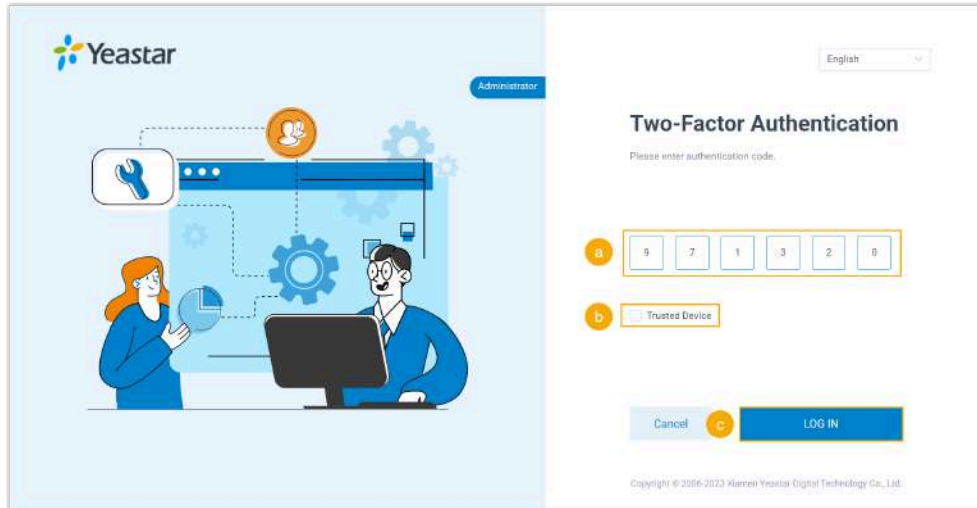 Yeastar
English
Administrator
Two-Factor Authentication
Please enter authentication code.
a
9 7 1 3 2 0
b
Trusted Device
Cancel
c
LOG IN
Copyright © 2006-2023 Xiamen Yeastar Digital Technology Co., Ltd.